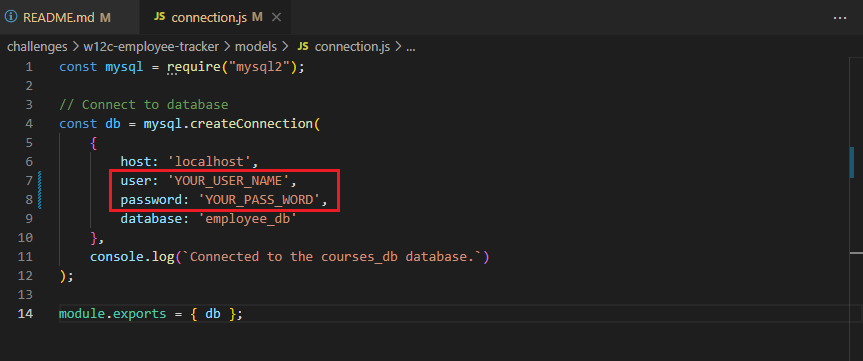 README.md M
JS connection.js M ×
...
challenges > w12c-employee-tracker > models > JS connection.js > ...
1 const mysql = require("mysql2");
2
3 // Connect to database
4 const db = mysql.createConnection(
5 {
6 host: 'localhost',
7 user: 'YOUR_USER_NAME',
8 password: 'YOUR_PASS_WORD',
9 database: 'employee_db'
10 },
11 console.log(`Connected to the courses_db database.`)
12 );
13
14 module.exports = { db };